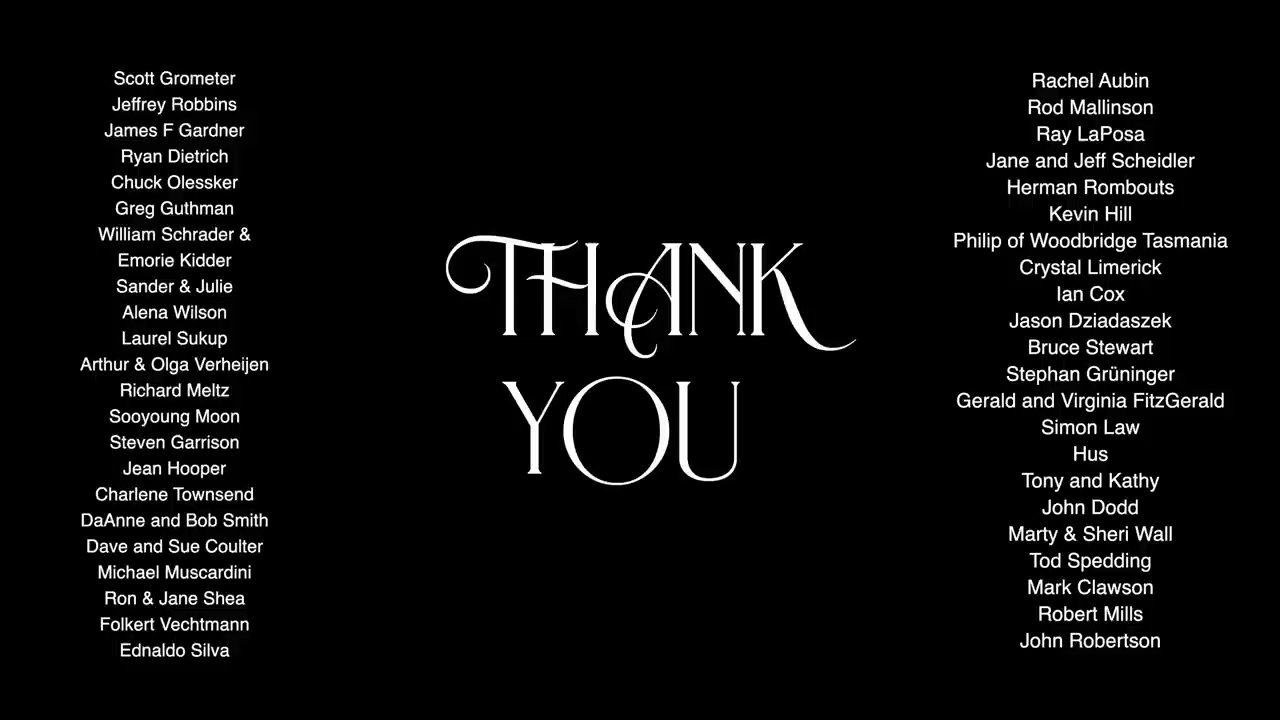 Scott Grometer
Jeffrey Robbins
James F Gardner
Ryan Dietrich
Chuck Olessker
Greg Guthman
William Schrader &
Emorie Kidder
Sander & Julie
Alena Wilson
Laurel Sukup
Arthur & Olga Verheijen
Richard Meltz
Sooyoung Moon
Steven Garrison
Jean Hooper
Charlene Townsend
DaAnne and Bob Smith
Dave and Sue Coulter
Michael Muscardini
Ron & Jane Shea
Folkert Vechtmann
Ednaldo Silva
THANK
YOU
Rachel Aubin
Rod Mallinson
Ray LaPosa
Jane and Jeff Scheidler
Herman Rombouts
Kevin Hill
Philip of Woodbridge Tasmania
Crystal Limerick
Ian Cox
Jason Dziadaszek
Bruce Stewart
Stephan Grüninger
Gerald and Virginia FitzGerald
Simon Law
Hus
Tony and Kathy
John Dodd
Marty & Sheri Wall
Tod Spedding
Mark Clawson
Robert Mills
John Robertson